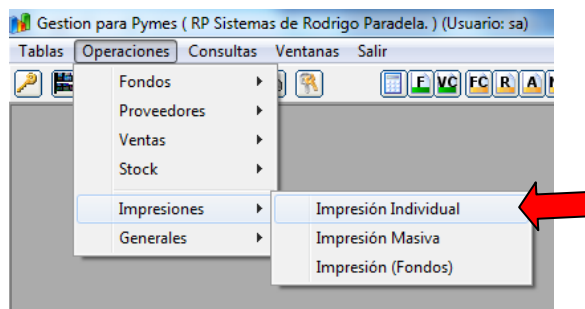 Gestion para Pymes ( RP Sistemas de Rodrigo Paradela. ) (Usuario: sa)
Tablas Operaciones Consultas Ventanas Salir
F VC FC R A
Fondos
Proveedores
Ventas
Stock
Impresiones Impresión Individual
Generales Impresión Masiva
Impresión (Fondos)